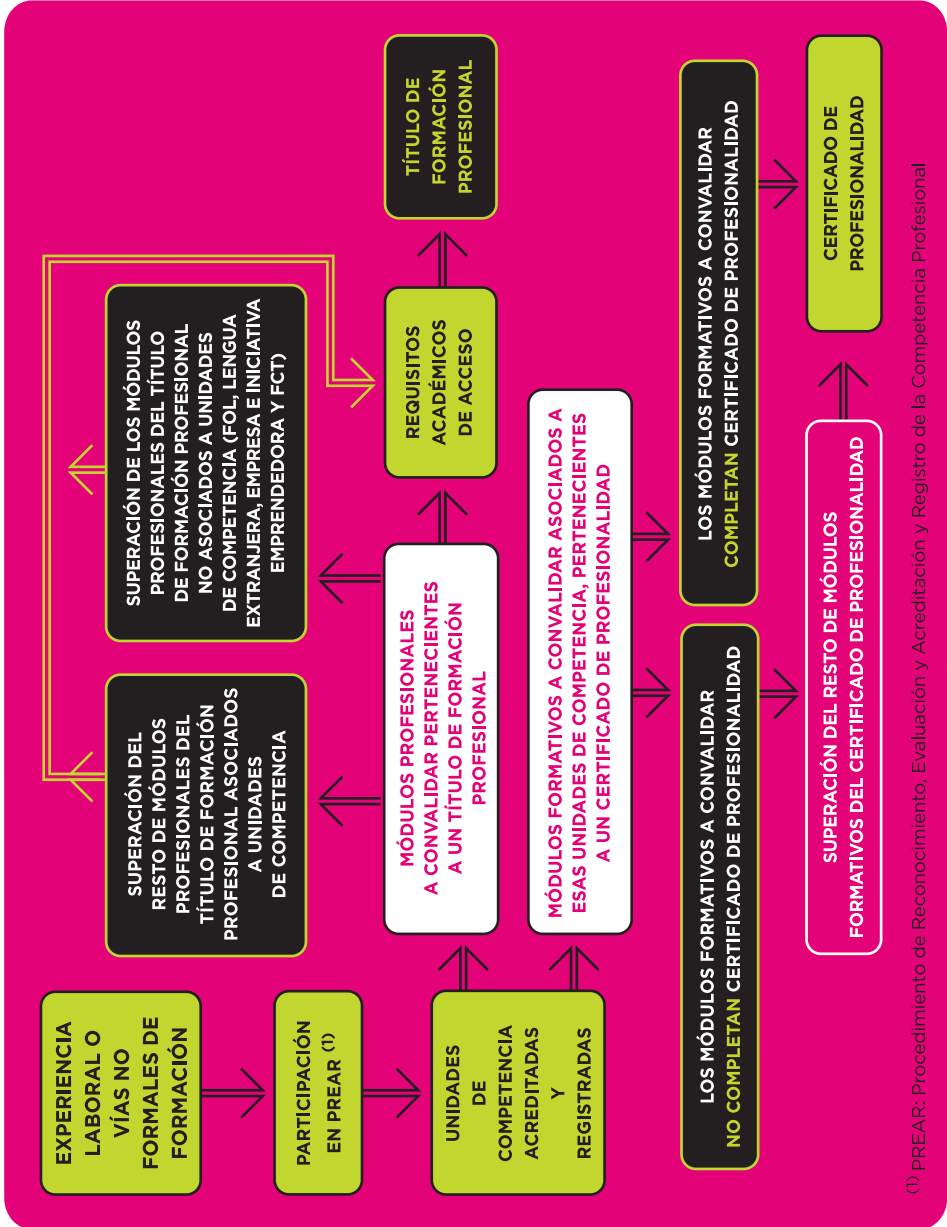 EXPERIENCIA
LABORAL O
VÍAS NO
FORMALES DE
FORMACIÓN
PARTICIPACIÓN
EN PREAR (1)
UNIDADES
DE
COMPETENCIA
ACREDITADAS
Y
REGISTRADAS
SUPERACIÓN DEL
RESTO DE MÓDULOS
PROFESIONALES DEL
TÍTULO DE FORMACIÓN
PROFESIONAL ASOCIADOS
A UNIDADES
DE COMPETENCIA
SUPERACIÓN DE LOS MÓDULOS
PROFESIONALES DEL TÍTULO
DE FORMACIÓN PROFESIONAL
NO ASOCIADOS A UNIDADES
DE COMPETENCIA (FOL, LENGUA
EXTRANJERA, EMPRESA E INICIATIVA
EMPRENDEDORA Y FCT)
MÓDULOS PROFESIONALES
A CONVALIDAR PERTENECIENTES
A UN TÍTULO DE FORMACIÓN
PROFESIONAL
REQUISITOS
ACADÉMICOS
DE ACCESO
TÍTULO DE
FORMACIÓN
PROFESIONAL
MÓDULOS FORMATIVOS A CONVALIDAR ASOCIADOS A
ESAS UNIDADES DE COMPETENCIA, PERTENECIENTES
A UN CERTIFICADO DE PROFESIONALIDAD
LOS MÓDULOS FORMATIVOS A CONVALIDAR
NO COMPLETAN CERTIFICADO DE PROFESIONALIDAD
LOS MÓDULOS FORMATIVOS A CONVALIDAR
COMPLETAN CERTIFICADO DE PROFESIONALIDAD
SUPERACIÓN DEL RESTO DE MÓDULOS
FORMATIVOS DEL CERTIFICADO DE PROFESIONALIDAD
CERTIFICADO DE
PROFESIONALIDAD
(1) PREAR: Procedimiento de Reconocimiento, Evaluación y Acreditación y Registro de la Competencia Profesional